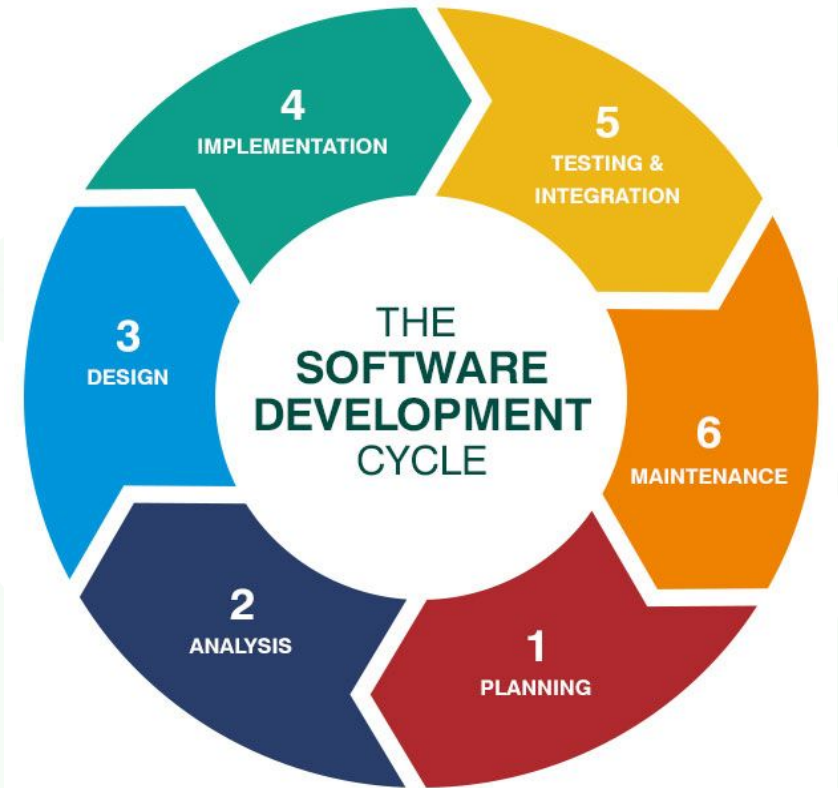 THE
SOFTWARE
DEVELOPMENT
CYCLE
1
PLANNING
2
ANALYSIS
3
DESIGN
4
IMPLEMENTATION
5
TESTING &
INTEGRATION
6
MAINTENANCE